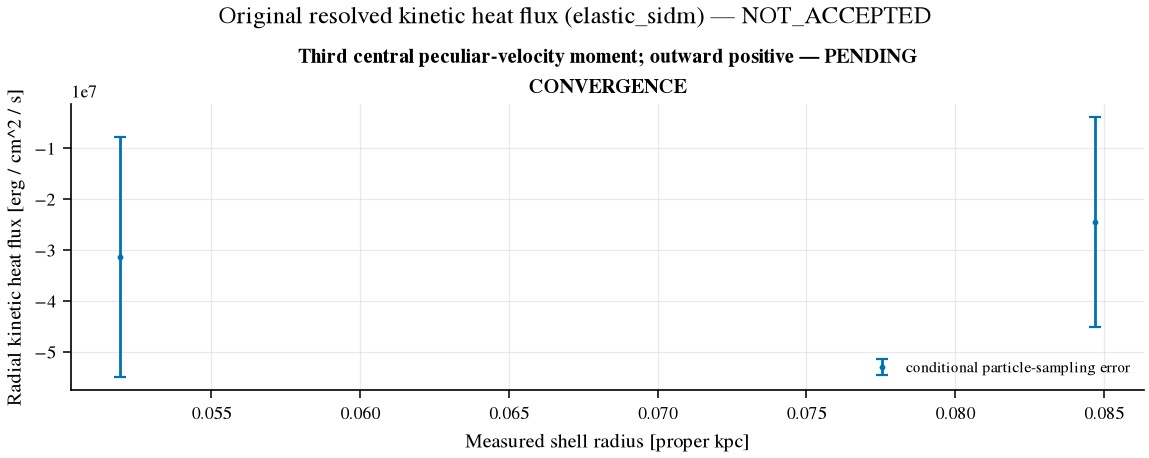 Original resolved kinetic heat flux (elastic_sidm) — NOT_ACCEPTED
Third central peculiar-velocity moment; outward positive — PENDING
CONVERGENCE
1e7
Radial kinetic heat flux [erg / cm^2 / s]
−1
−2
−3
−4
−5
conditional particle-sampling error
0.055
0.060
0.065
0.070
0.075
0.080
0.085
Measured shell radius [proper kpc]